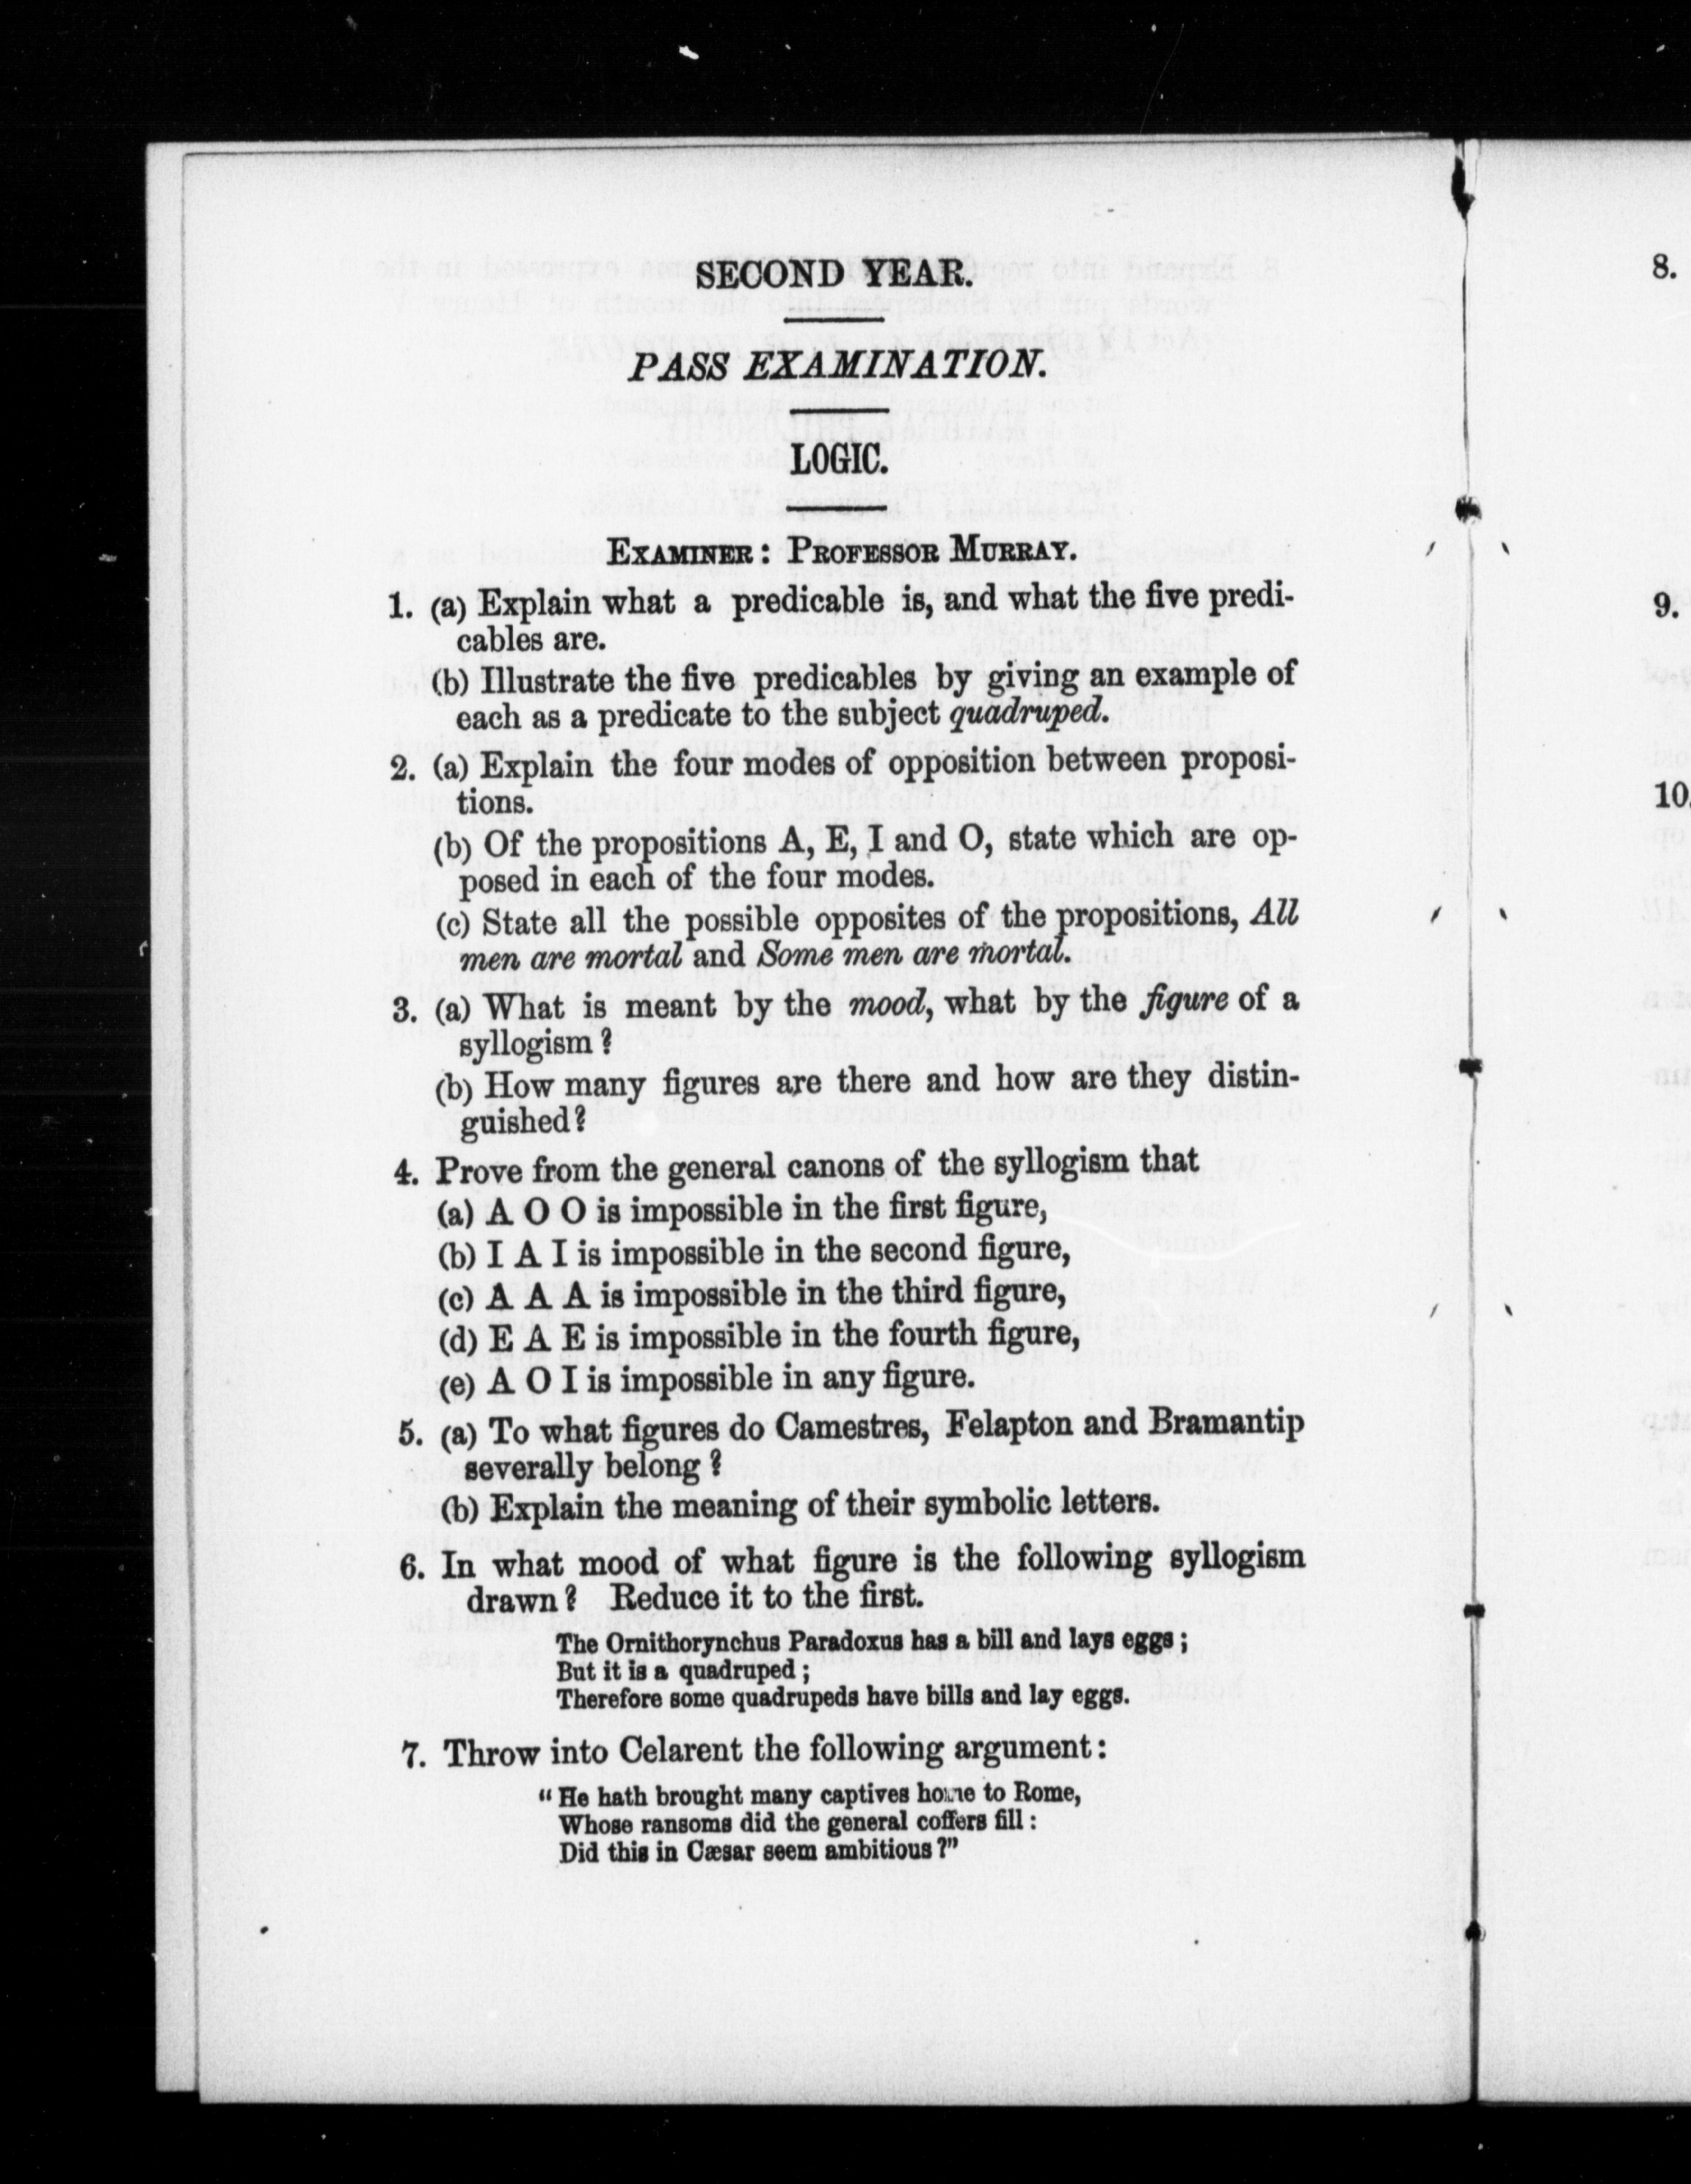 SECOND YEAR.
PASS EXAMINATION.
LOGIC.
EXAMINER: PROFESSOR MURRAY.
1. (a) Explain what a predicable is, and what the five predi-
cables are.
(b) Illustrate the five predicables by giving an example of
each as a predicate to the subject quadruped.
2. (a) Explain the four modes of opposition between proposi-
tions.
(b) Of the propositions A, E, I and O, state which are op-
posed in each of the four modes.
(c) State all the possible opposites of the propositions, All
men are mortal and Some men are mortal.
3. (a) What is meant by the mood, what by the figure of a
syllogism?
(b) How many figures are there and how are they distin-
guished?
4. Prove from the general canons of the syllogism that
(a) A O O is impossible in the first figure,
(b) I A I is impossible in the second figure,
(c) A A A is impossible in the third figure,
(d) E A E is impossible in the fourth figure,
(e) A O I is impossible in any figure.
5. (a) To what figures do Camestres, Felapton and Bramantip
severally belong?
(b) Explain the meaning of their symbolic letters.
6. In what mood of what figure is the following syllogism
drawn? Reduce it to the first.
The Ornithorynchus Paradoxus has a bill and lays eggs;
But it is a quadruped;
Therefore some quadrupeds have bills and lay eggs.
7. Throw into Celarent the following argument:
"He hath brought many captives home to Rome,
Whose ransoms did the general coffers fill:
Did this in Cæsar seem ambitious?"
8.
9.
10.